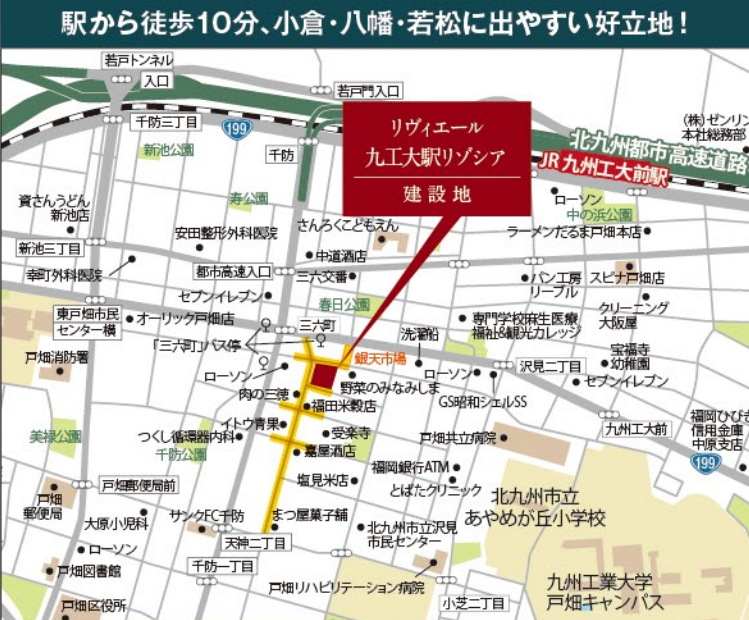 駅から徒歩10分、小倉・八幡・若松に出やすい好立地!
若戸トンネル
入口
若戸門入口
千防三丁目
199
新池公園
千防
リヴィエール
九工大駅リゾシア
建設地
(株)ゼンリン
本社総務部
北九州都市高速道路
JR 九州工大前駅
資さんうどん
新池店
寿公園
ローソン
中の浜公園
さんろくこどもえん
ラーメンだるま戸畑本店
安田整形外科医院
新池三丁目
中道酒店
幸町外科医院
都市高速入口
三六交番
パン工房
リーブル
スピナ戸畑店
セブンイレブン
春日公園
クリーニング
大阪屋
東戸畑市民
センター横
オーリック戸畑店
三六町
洗濯船
専門学校麻生医療
福祉&観光カレッジ
「三六町」バス停
銀天市場
宝福寺
幼稚園
戸畑消防署
ローソン
野菜のみなみしま
ローソン
沢見二丁目
セブンイレブン
肉の三徳
福田米穀店
GS昭和シェルSS
イトウ青果
九州工大前
福岡ひびき
信用金庫
中原支店
美禄公園
つくし循環器内科
受楽寺
戸畑共立病院
千防公園
嘉屋酒店
福岡銀行ATM
199
戸畑郵便局前
塩見米店
とばたクリニック
戸畑
郵便局
北九州市立
あやめが丘小学校
大原小児科
サンクFC千防
まつ屋菓子舗
北九州市立沢見
市民センター
ローソン
天神二丁目
戸畑図書館
千防一丁目
戸畑リハビリテーション病院
九州工業大学
戸畑キャンパス
戸畑区役所
小芝二丁目